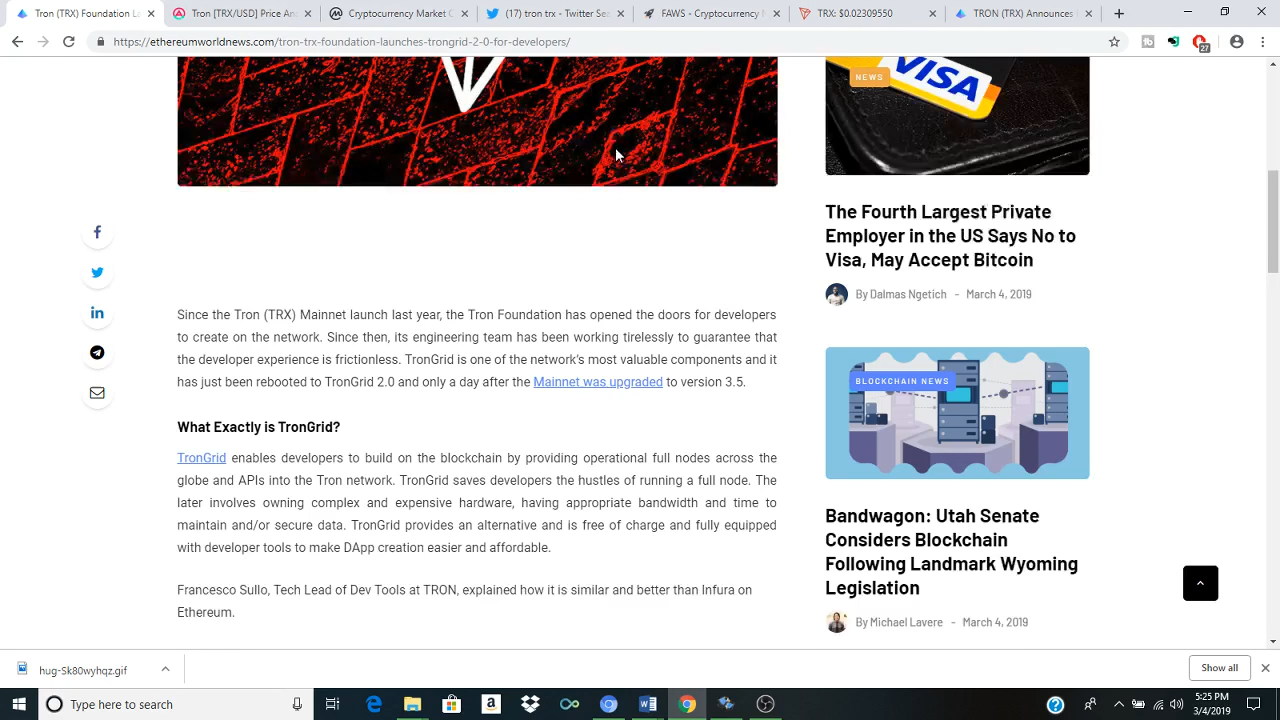 Tron (TRX) Foundation L
Tron [TRX/USD] Price An
Cryptocurrency Market C
(17) tron trx - Twitter Sea
FAWS - Cryptocurrency N
TRX: $0.02395950
TRON (TRX) Announces
https://ethereumworldnews.com/tron-trx-foundation-launches-trongrid-2-0-for-developers/
27
Since the Tron (TRX) Mainnet launch last year, the Tron Foundation has opened the doors for developers
to create on the network. Since then, its engineering team has been working tirelessly to guarantee that
the developer experience is frictionless. TronGrid is one of the network's most valuable components and it
has just been rebooted to TronGrid 2.0 and only a day after the Mainnet was upgraded to version 3.5.
What Exactly is TronGrid?
TronGrid enables developers to build on the blockchain by providing operational full nodes across the
globe and APIs into the Tron network. TronGrid saves developers the hustles of running a full node. The
later involves owning complex and expensive hardware, having appropriate bandwidth and time to
maintain and/or secure data. TronGrid provides an alternative and is free of charge and fully equipped
with developer tools to make DApp creation easier and affordable.
Francesco Sullo, Tech Lead of Dev Tools at TRON, explained how it is similar and better than Infura on
Ethereum.
NEWS
VISA
The Fourth Largest Private
Employer in the US Says No to
Visa, May Accept Bitcoin
By Dalmas Ngetich - March 4, 2019
BLOCKCHAIN NEWS
Bandwagon: Utah Senate
Considers Blockchain
Following Landmark Wyoming
Legislation
By Michael Lavere - March 4, 2019
hug-Sk80wyhqz.gif
Show all
Type here to search
5:25 PM
3/4/2019